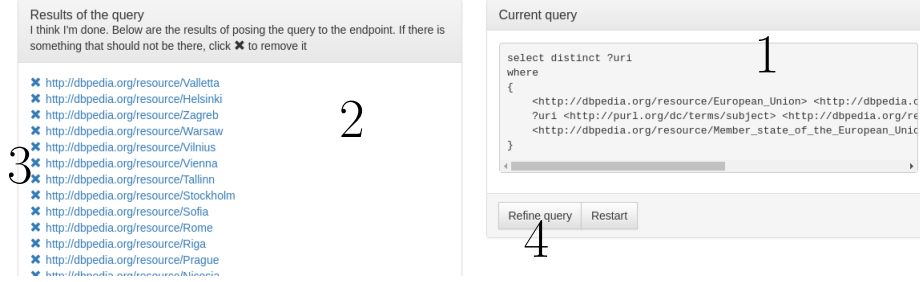 Results of the query
I think I'm done. Below are the results of posing the query to the endpoint. If there is
something that should not be there, click ✖ to remove it
✖ http://dbpedia.org/resource/Valletta
✖ http://dbpedia.org/resource/Helsinki
✖ http://dbpedia.org/resource/Zagreb
✖ http://dbpedia.org/resource/Warsaw
✖ http://dbpedia.org/resource/Vilnius
✖ http://dbpedia.org/resource/Vienna
✖ http://dbpedia.org/resource/Tallinn
✖ http://dbpedia.org/resource/Stockholm
✖ http://dbpedia.org/resource/Sofia
✖ http://dbpedia.org/resource/Rome
✖ http://dbpedia.org/resource/Riga
✖ http://dbpedia.org/resource/Prague
✖ http://dbpedia.org/resource/Nicosia
2
3
Current query
select distinct ?uri
where
{
<http://dbpedia.org/resource/European_Union> <http://dbpedia.o
?uri <http://purl.org/dc/terms/subject> <http://dbpedia.org/re
<http://dbpedia.org/resource/Member_state_of_the_European_Unio
}
1
Refine query Restart
4